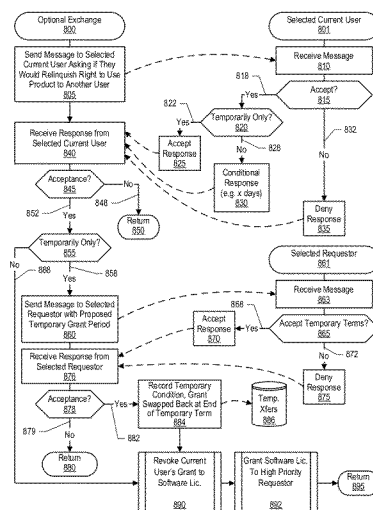 Optional Exchange
800
Send Message to Selected
Current User Asking if They
Would Relinquish Right to Use
Product to Another User
805
Receive Response from
Selected Current User
840
Acceptance?
845
852
Yes
No
848
Return
850
Temporarily Only?
855
No
888
858
Yes
Send Message to Selected
Requestor with Proposed
Temporary Grant Period
860
Receive Response from
Selected Requestor
876
Acceptance?
878
Yes
882
879
No
Return
880
Selected Current User
801
Receive Message
810
818
Accept?
815
Yes
822
Temporarily Only?
820
Yes
828
No
832
No
Accept
Response
825
Conditional
Response
(e.g. x days)
830
Deny
Response
835
Selected Requestor
861
Receive Message
863
868
Accept Temporary Terms?
865
Yes
Accept
Response
870
872
No
Deny
Response
875
Record Temporary
Condition, Grant
Swapped Back at End
of Temporary Term
884
Temp.
Xfers
886
Revoke Current
User's Grant to
Software Lic.
890
Grant Software Lic.
To High Priority
Requestor
892
Return
895